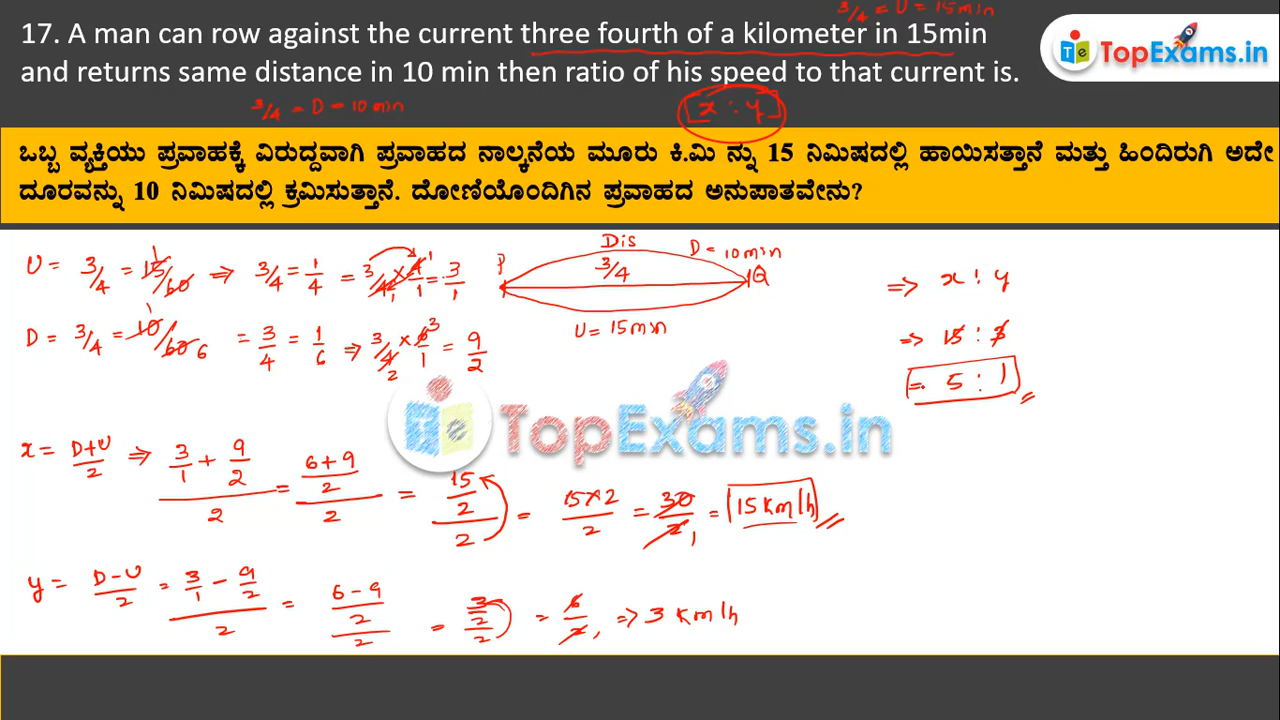 3/4 = U = 15min
17. A man can row against the current three fourth of a kilometer in 15min
and returns same distance in 10 min then ratio of his speed to that current is.
TopExams.in
3/4 = D = 10 min
x : y
ಒಬ್ಬ ವ್ಯಕ್ತಿಯು ಪ್ರವಾಹಕ್ಕೆ ವಿರುದ್ದವಾಗಿ ಪ್ರವಾಹದ ನಾಲ್ಕನೆಯ ಮೂರು ಕಿ.ಮಿ ನ್ನು 15 ನಿಮಿಷದಲ್ಲಿ ಹಾಯಿಸತ್ತಾನೆ ಮತ್ತು ಹಿಂದಿರುಗಿ ಅದೇ
ದೂರವನ್ನು 10 ನಿಮಿಷದಲ್ಲಿ ಕ್ರಮಿಸುತ್ತಾನೆ. ದೋಣಿಯೊಂದಿಗಿನ ಪ್ರವಾಹದ ಅನುಪಾತವೇನು?
U = 3/4 = 15/60 ⇒ 3/4 = 1/4 = 3/4 × 4/1 = 3/1
D = 3/4 = 10/60 6 = 3/4 = 1/6 ⇒ 3/4 × 6/1 = 9/2
Dis
D = 10min
P 3/4 Q
U = 15min
⇒ x : y
⇒ 15 : 3
= 5 : 1
TopExams.in
x = D+U/2 ⇒ 3/1 + 9/2 / 2 = 6+9/2 / 2 = 15/2 / 2 = 15×2/2 = 30/2 = 15 km/h
y = D-U/2 = 3/1 - 9/2 / 2 = 6-9/2 / 2 = 3/2 / 2 = 6/2 ⇒ 3 km/h